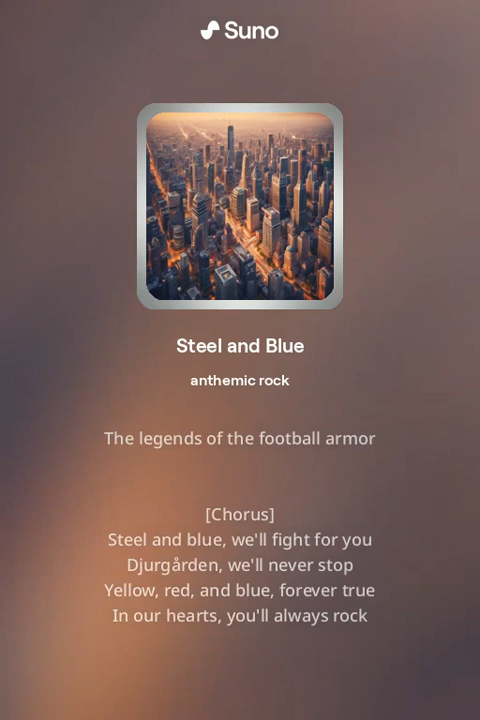 Suno
Steel and Blue
anthemic rock
The legends of the football armor
[Chorus]
Steel and blue, we'll fight for you
Djurgården, we'll never stop
Yellow, red, and blue, forever true
In our hearts, you'll always rock